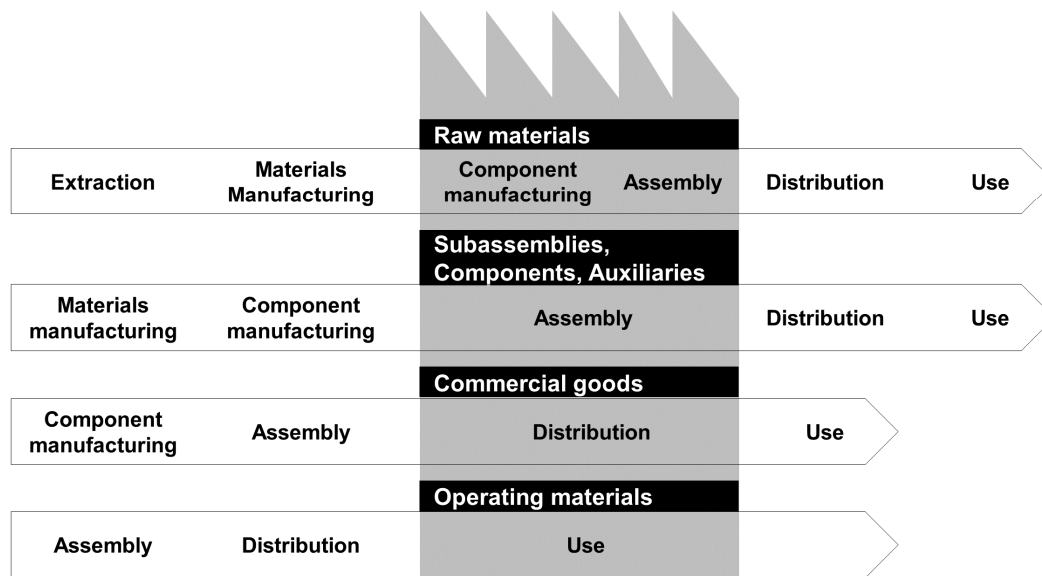 Raw materials
Extraction
Materials
Manufacturing
Component
manufacturing
Assembly
Distribution
Use
Subassemblies,
Components, Auxiliaries
Materials
manufacturing
Component
manufacturing
Assembly
Distribution
Use
Commercial goods
Component
manufacturing
Assembly
Distribution
Use
Operating materials
Assembly
Distribution
Use